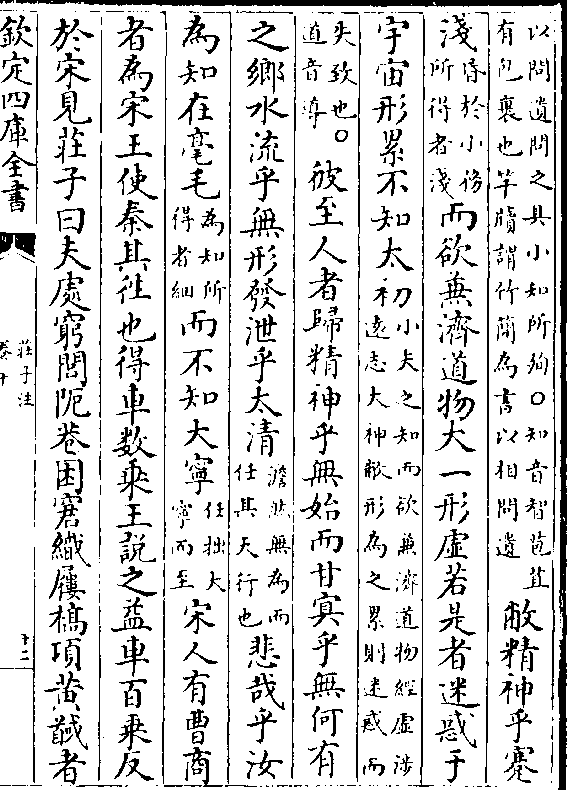 以問遺問之具小知所殉○知音智苞苴
有苞裹也竿牘謂竹簡為書以相問遺
敝精神乎蹇
淺
昏於小務
所得者淺
而欲兼濟道物大一形虛若是者迷惑于
宇宙形累不知太初
小夫之知而欲兼濟道物經虛涉
遠志大神敝形為之累則迷惑而
失致也○
道音導
彼至人者歸精神乎無始而甘冥乎無何有
之鄉水流乎無形發泄乎太清
澹然無為而
任其天行也
悲哉乎汝
為知在毫毛
為知所
得者細
而不知大寧
任拙大
寧而至
宋人有曹商
者為宋王使秦其徃也得車数乘王說之益車百乘反
於宋見莊子曰夫處窮閭阨巷困窘織屨槁項黃馘者
欽定四庫全書
莊子注
卷十
十二